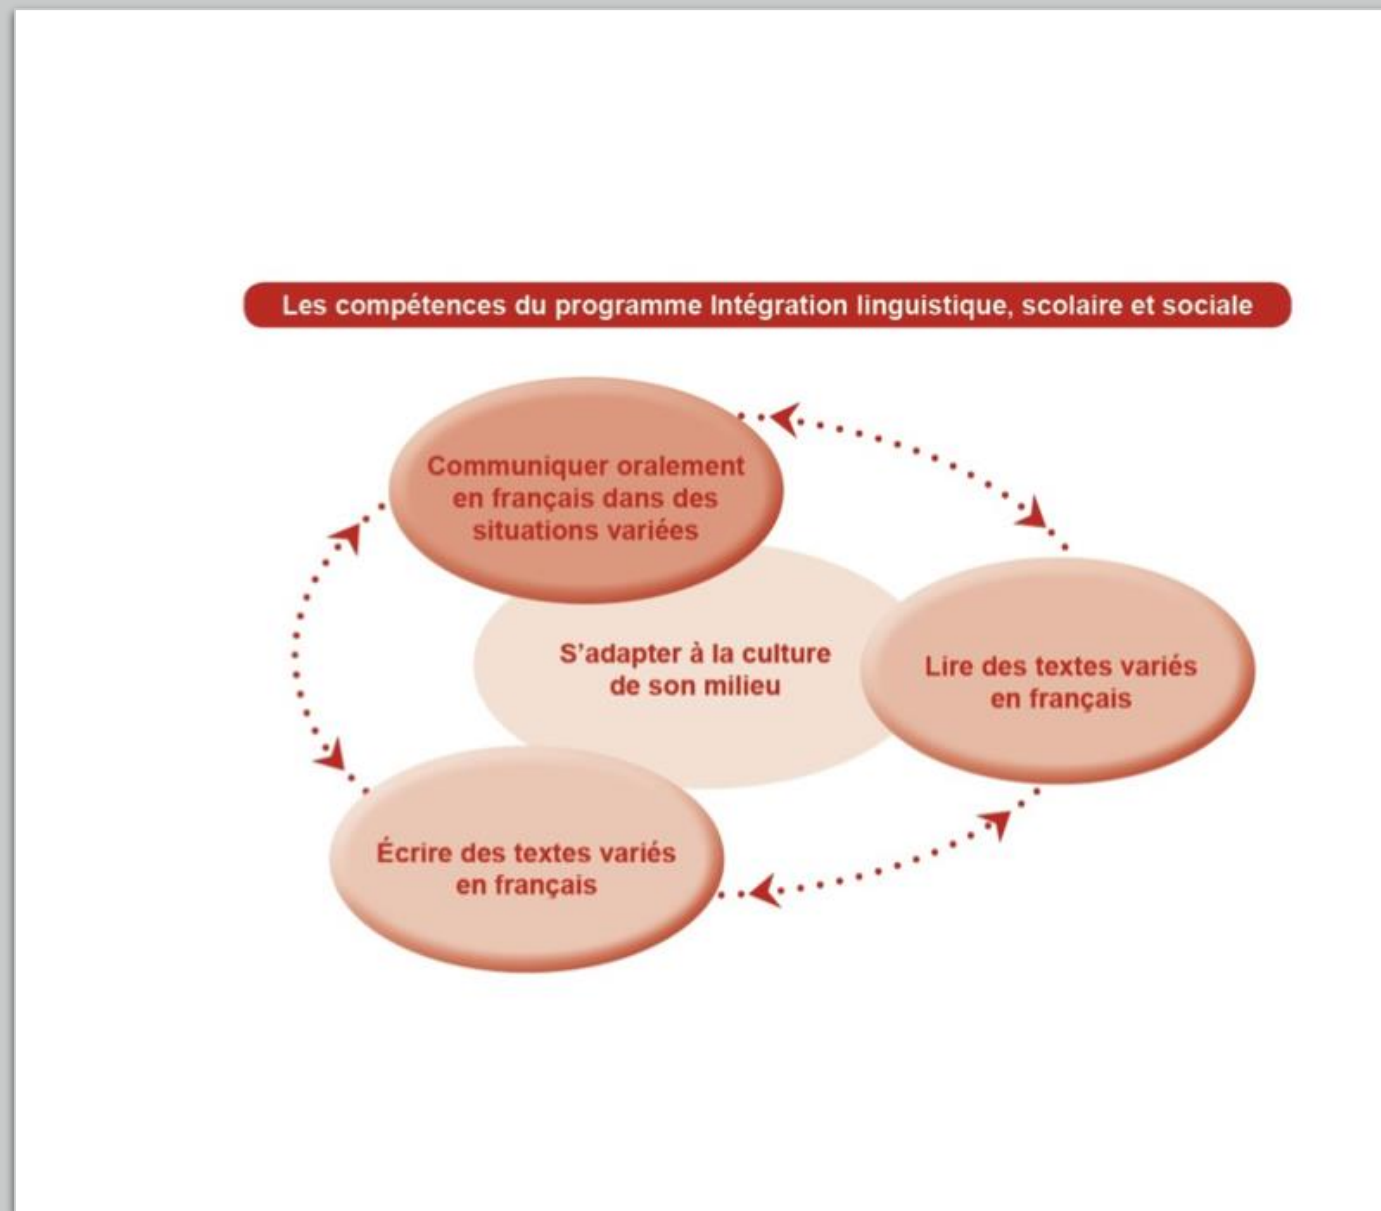 Les compétences du programme Intégration linguistique, scolaire et sociale
Communiquer oralement
en français dans des
situations variées
S’adapter à la culture
de son milieu
Lire des textes variés
en français
Écrire des textes variés
en français